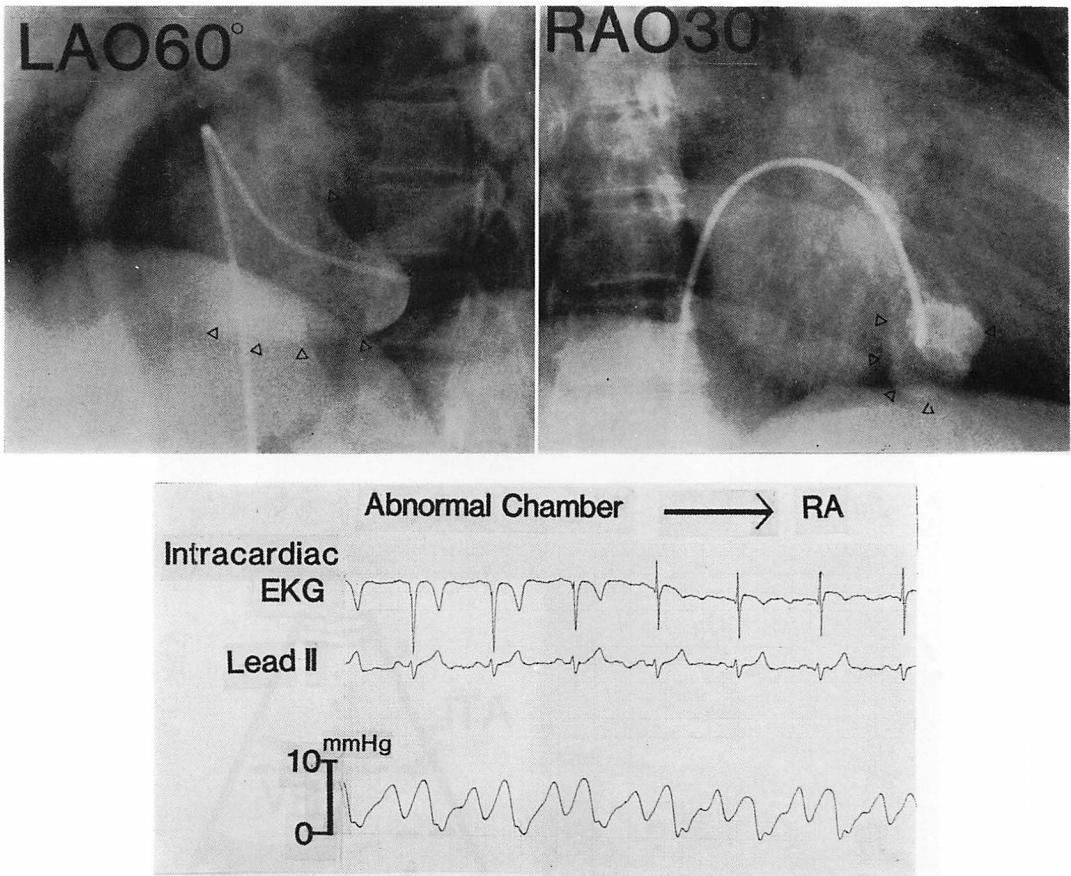 LAO60°
RAO30
Abnormal Chamber → RA
Intracardiac
EKG
Lead II
mmHg
10
0